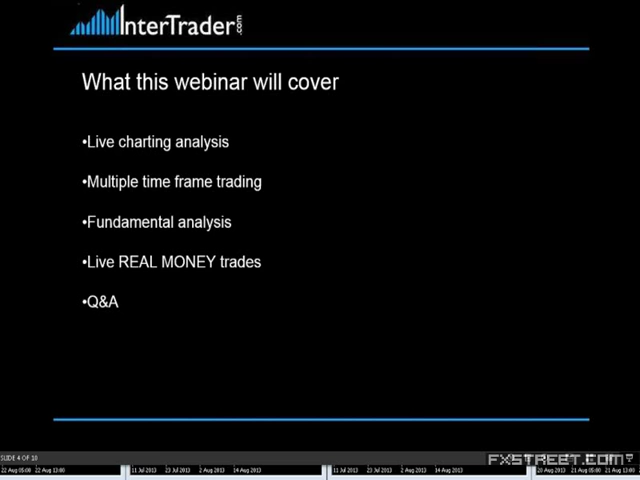 InterTrader.com
What this webinar will cover
•Live charting analysis
•Multiple time frame trading
•Fundamental analysis
•Live REAL MONEY trades
•Q&A
SLIDE 4 OF 10
FXSTREET.COM
22 Aug 05:00 22 Aug 13:00 11 Jul 2013 23 Jul 2013 2 Aug 2013 14 Aug 2013 11 Jul 2013 23 Jul 2013 2 Aug 2013 14 Aug 2013 20 Aug 2013 21 Aug 05:00 21 Aug 13:00